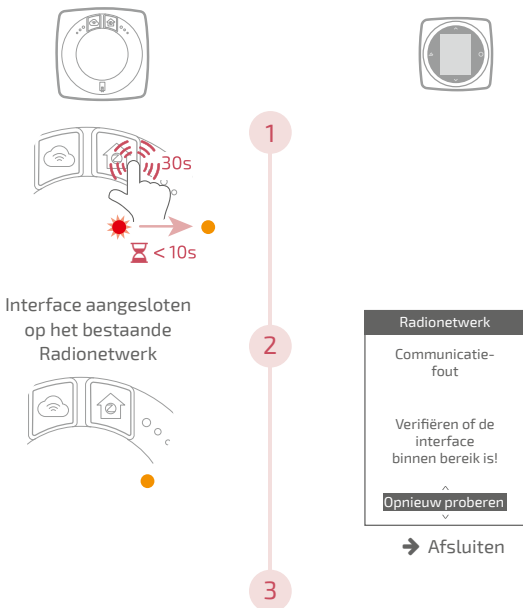 1
30s
< 10s
Interface aangesloten
op het bestaande
Radionetwerk
2
Radionetwerk
Communicatie-
fout
Verifiëren of de
interface
binnen bereik is!
Opnieuw proberen
➔ Afsluiten
3